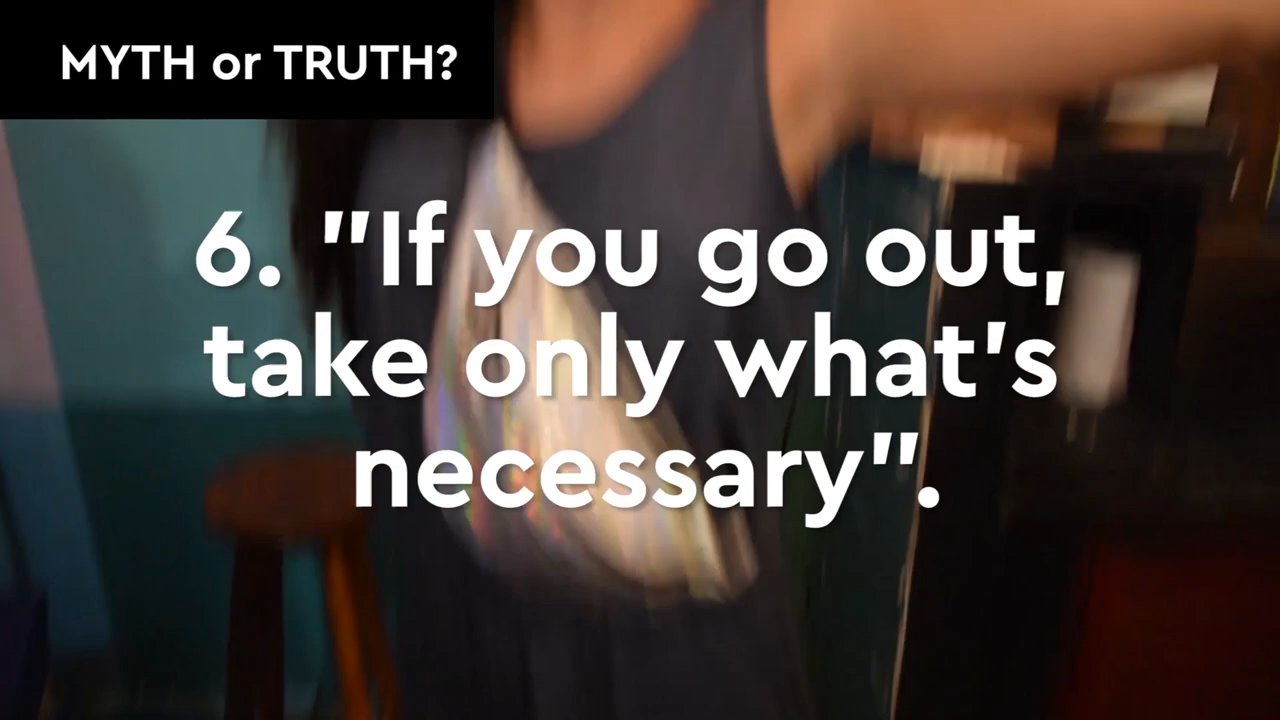 MYTH or TRUTH?
6. "If you go out,
take only what's
necessary".